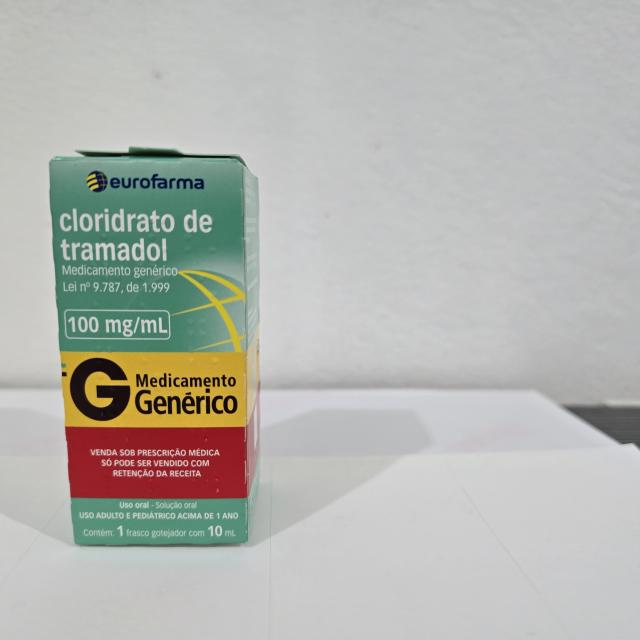 eurofarma
cloridrato de
tramadol
Medicamento genérico
Lei nº 9.787, de 1.999
100 mg/mL
G Medicamento
Genérico
VENDA SOB PRESCRIÇÃO MÉDICA
SÓ PODE SER VENDIDO COM
RETENÇÃO DA RECEITA
Uso oral - Solução oral
USO ADULTO E PEDIÁTRICO ACIMA DE 1 ANO
Contém: 1 frasco gotejador com 10 mL